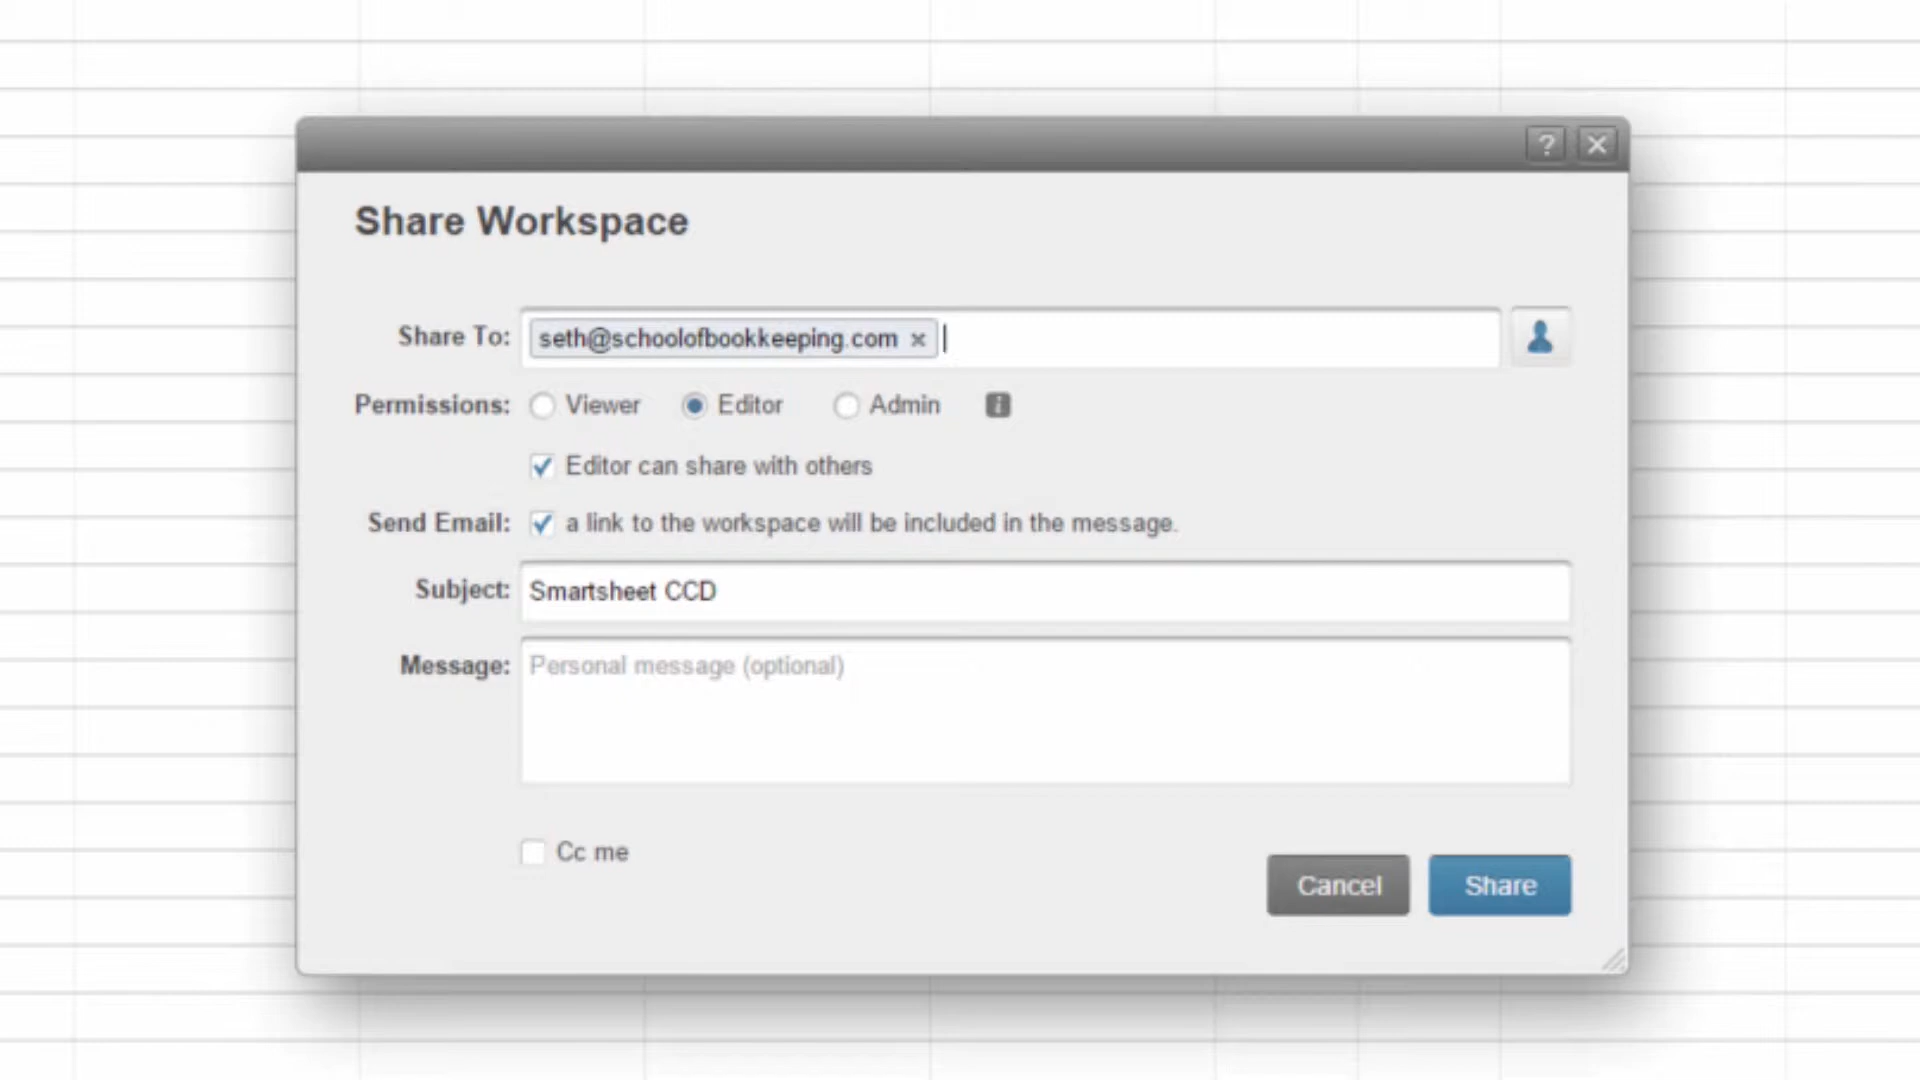 ?
Share Workspace
Share To: seth@schoolofbookkeeping.com ×
Permissions: Viewer Editor Admin i
Editor can share with others
Send Email: a link to the workspace will be included in the message.
Subject: Smartsheet CCD
Message: Personal message (optional)
Cc me
Cancel Share